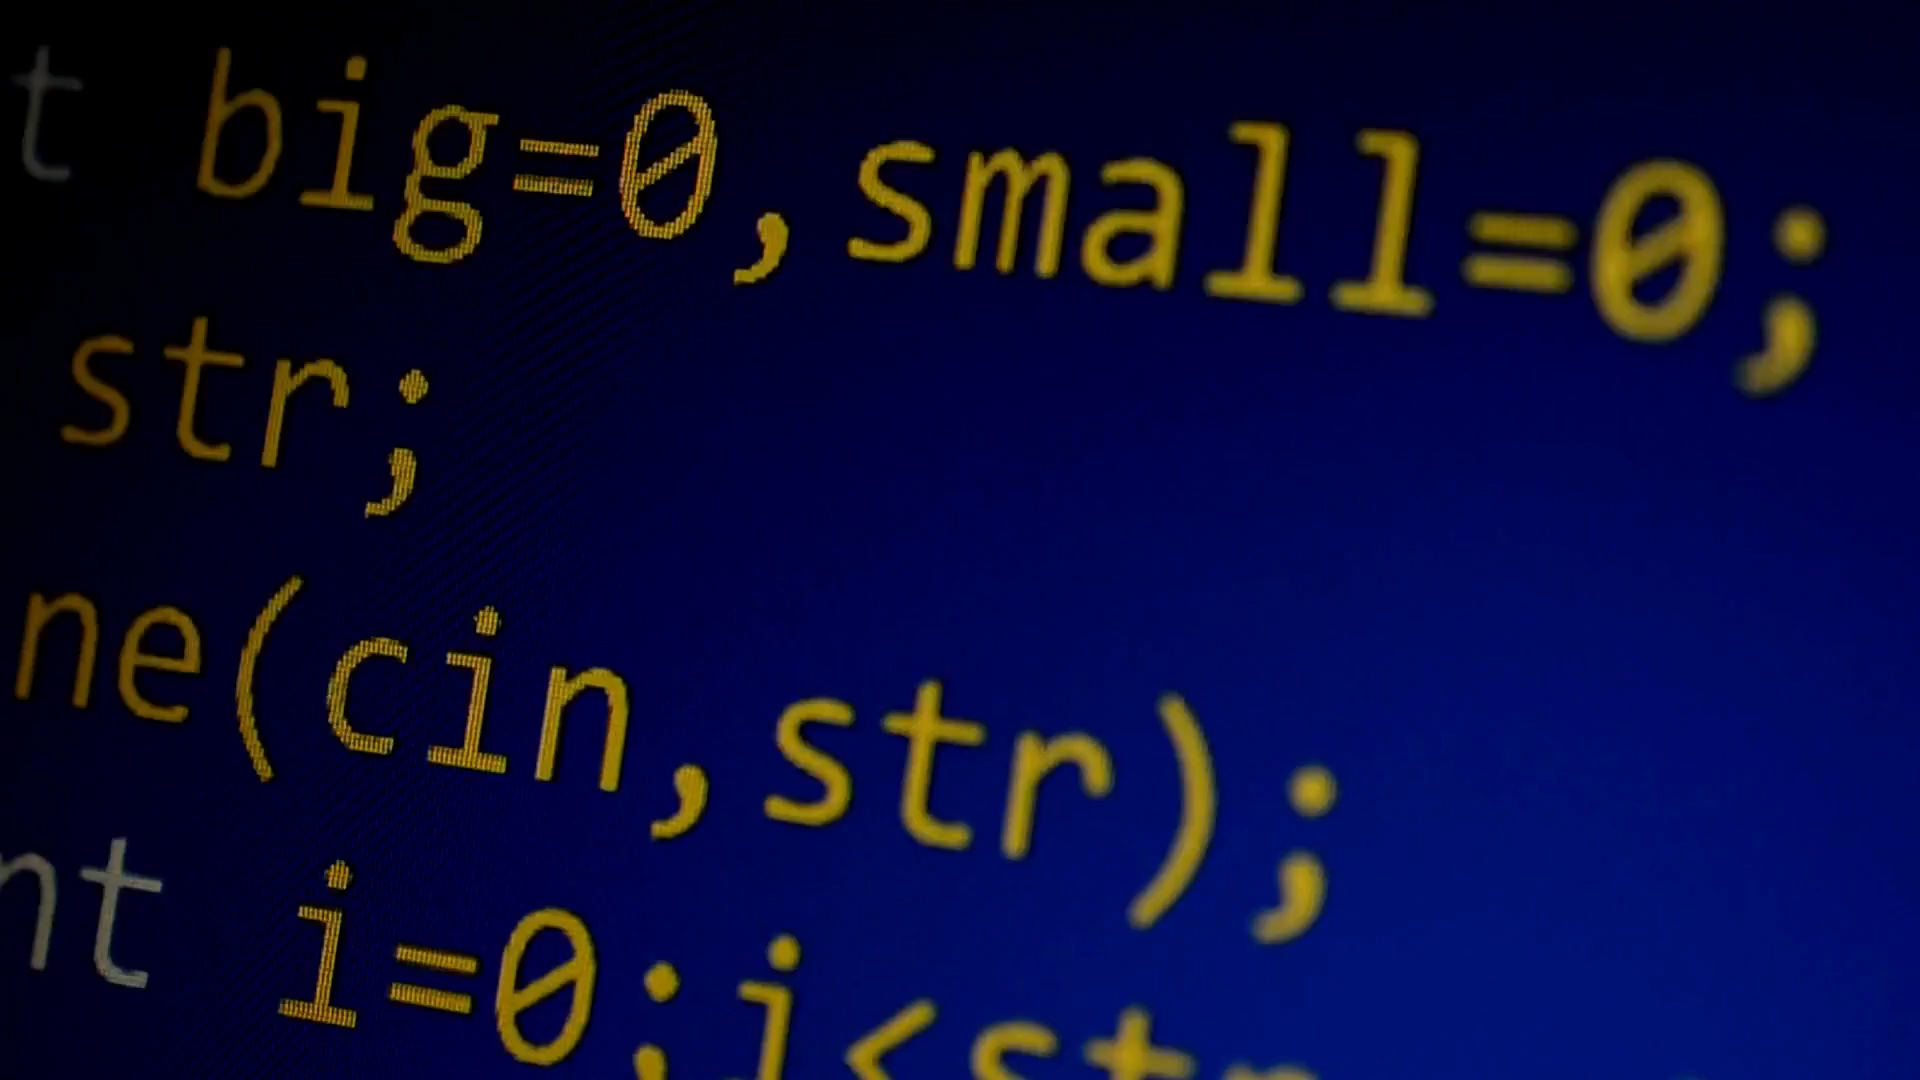 t big=0,small=0;
str;
ne(cin,str);
nt i=0;i<str